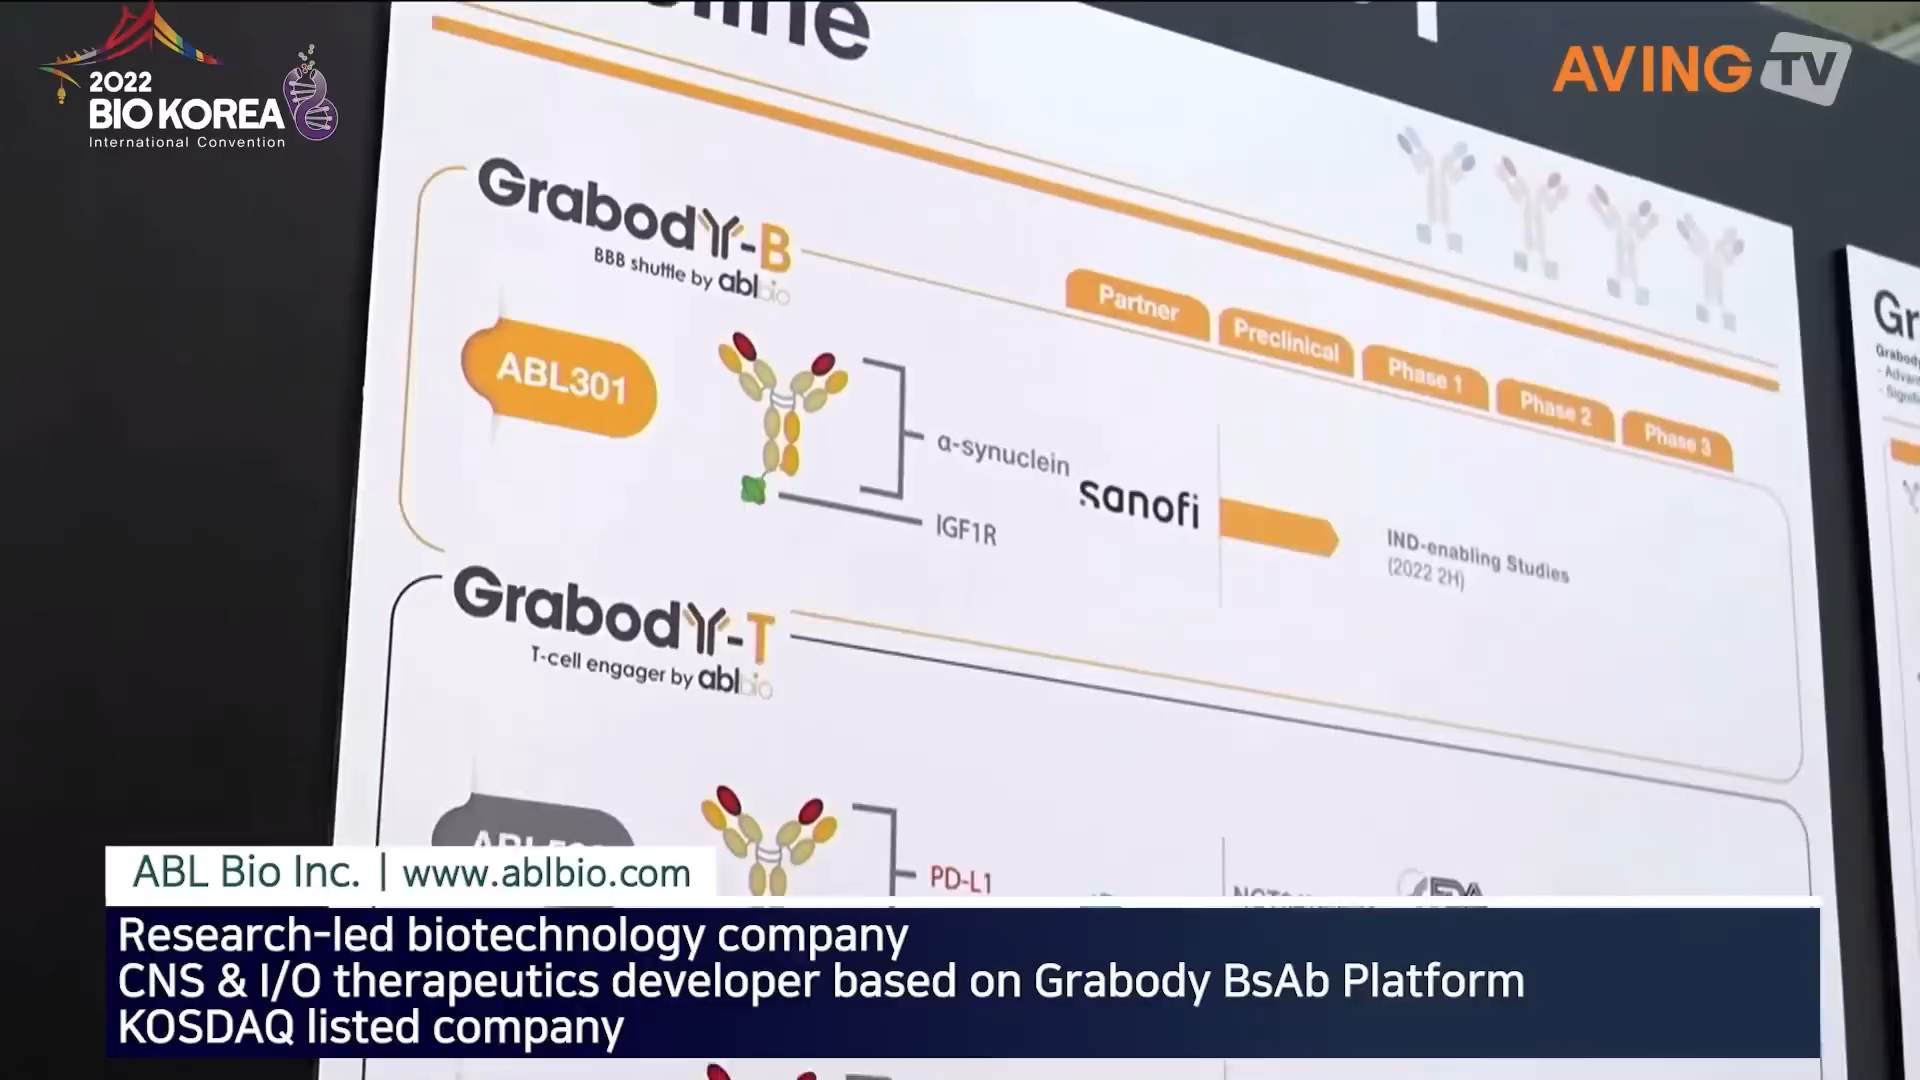 2022
BIO KOREA
International Convention
AVING TV
Grabody-B
BBB shuttle by ablbio
Partner
Preclinical
Phase 1
Phase 2
Phase 3
ABL301
α-synuclein
IGF1R
sanofi
IND-enabling Studies
(2022 2H)
Grabody-T
T-cell engager by ablbio
PD-L1
ABL Bio Inc. | www.ablbio.com
Research-led biotechnology company
CNS & I/O therapeutics developer based on Grabody BsAb Platform
KOSDAQ listed company